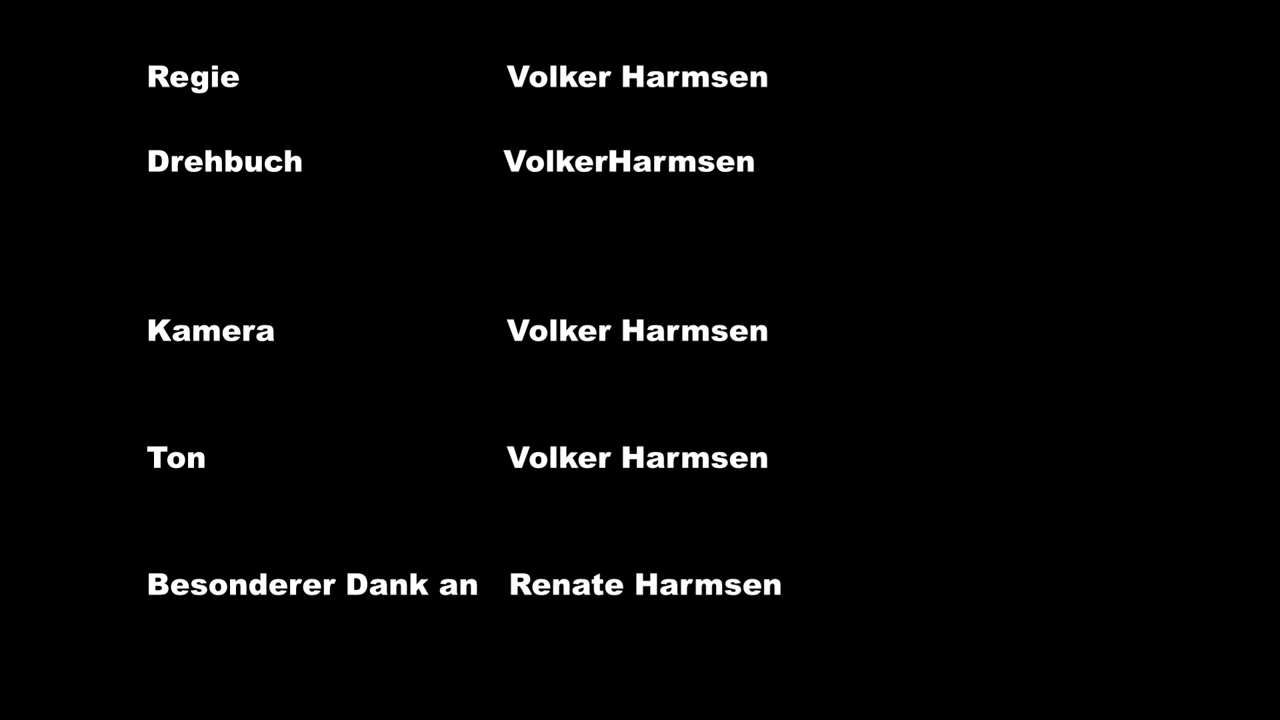 Regie Volker Harmsen
Drehbuch VolkerHarmsen
Kamera Volker Harmsen
Ton Volker Harmsen
Besonderer Dank an Renate Harmsen